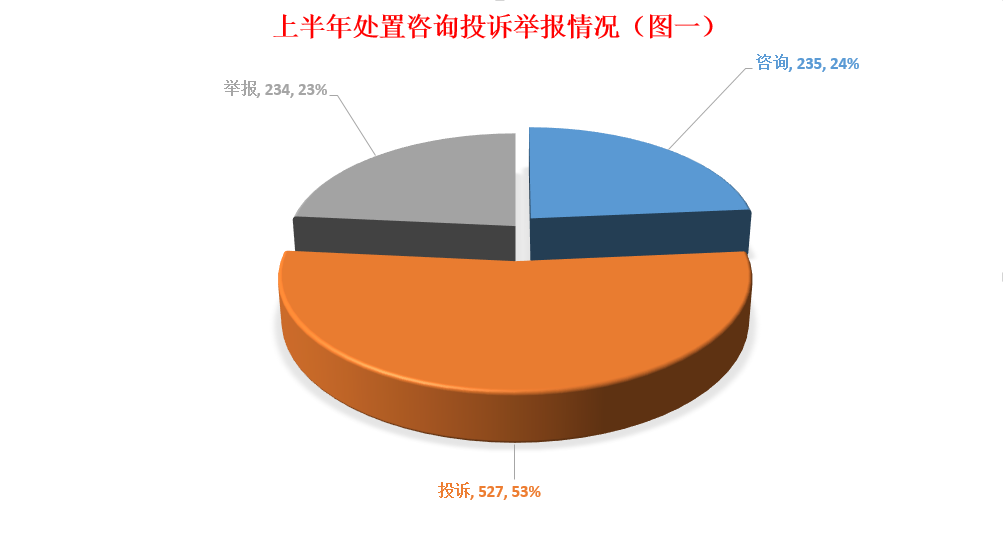 上半年处置咨询投诉举报情况（图一）
咨询, 235, 24%
举报, 234, 23%
投诉, 527, 53%